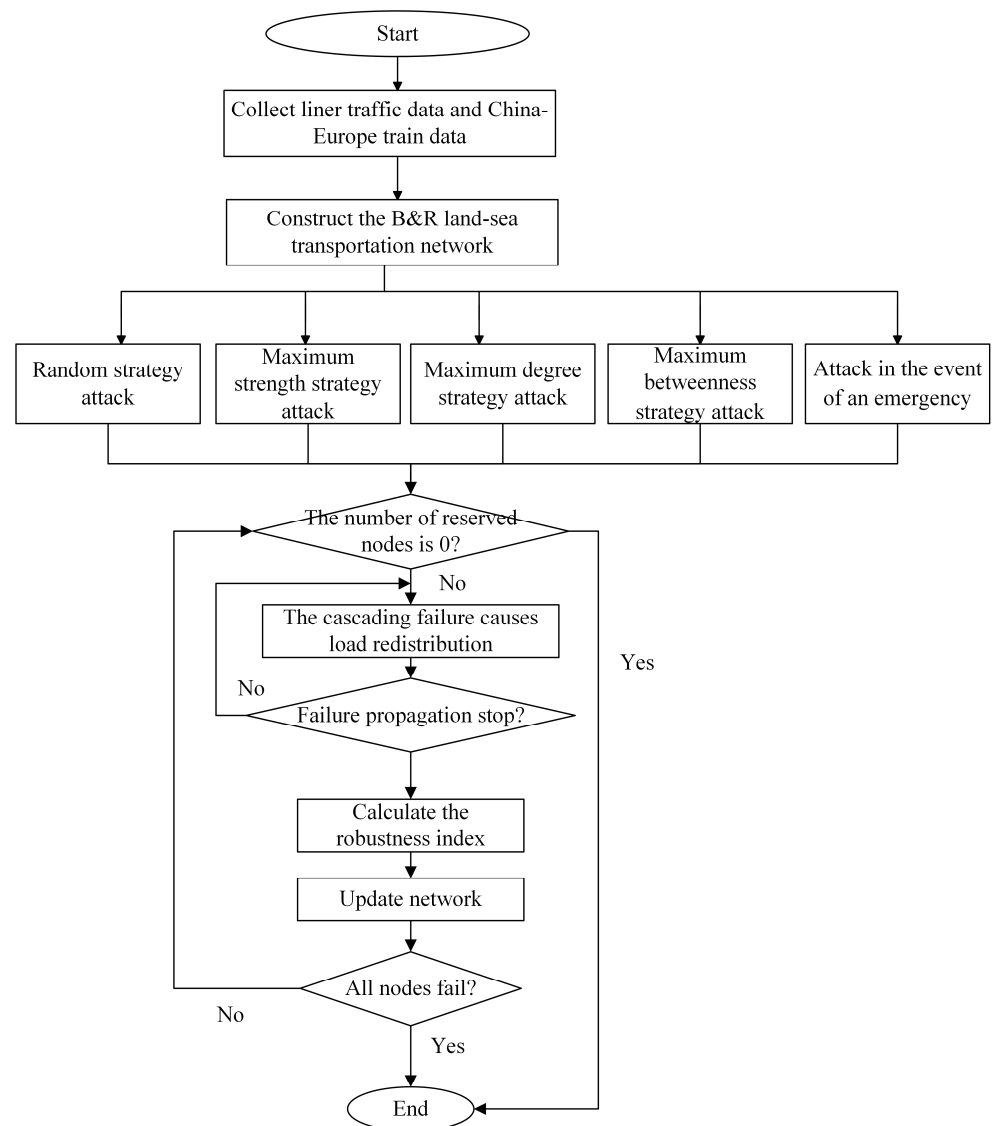 Start
Collect liner traffic data and China-
Europe train data
Construct the B&R land-sea
transportation network
Random strategy
attack
Maximum
strength strategy
attack
Maximum degree
strategy attack
Maximum
betweenness
strategy attack
Attack in the event
of an emergency
The number of reserved
nodes is 0?
No
The cascading failure causes
load redistribution
Yes
No
Failure propagation stop?
Calculate the
robustness index
Update network
All nodes fail?
No
Yes
End